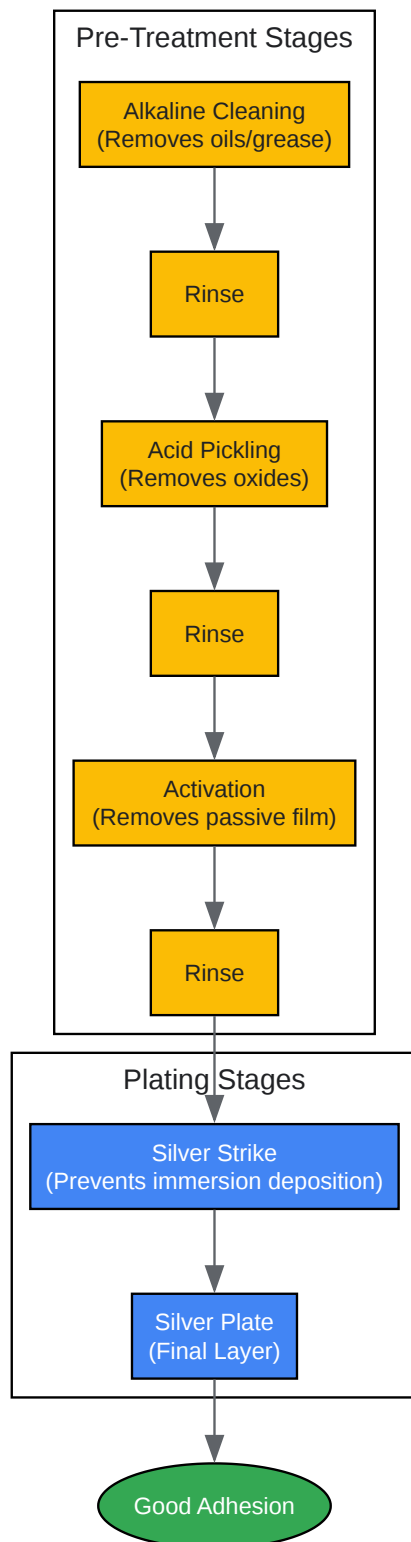 Pre-Treatment Stages
Alkaline Cleaning
(Removes oils/grease)
Rinse
Acid Pickling
(Removes oxides)
Rinse
Activation
(Removes passive film)
Rinse
Plating Stages
Silver Strike
(Prevents immersion deposition)
Silver Plate
(Final Layer)
Good Adhesion